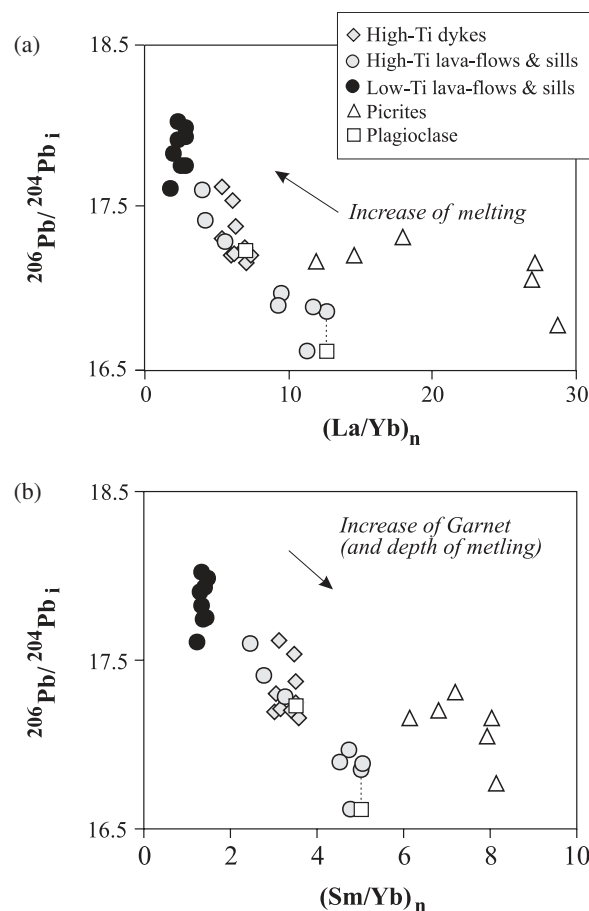 (a)
High-Ti dykes
High-Ti lava-flows & sills
Low-Ti lava-flows & sills
Picrites
Plagioclase
18.5
17.5
16.5
206Pb/ 204Pb i
Increase of melting
0
10
20
30
(La/Yb)n
(b)
18.5
17.5
16.5
206Pb/ 204Pb i
Increase of Garnet
(and depth of metling)
0
2
4
6
8
10
(Sm/Yb)n